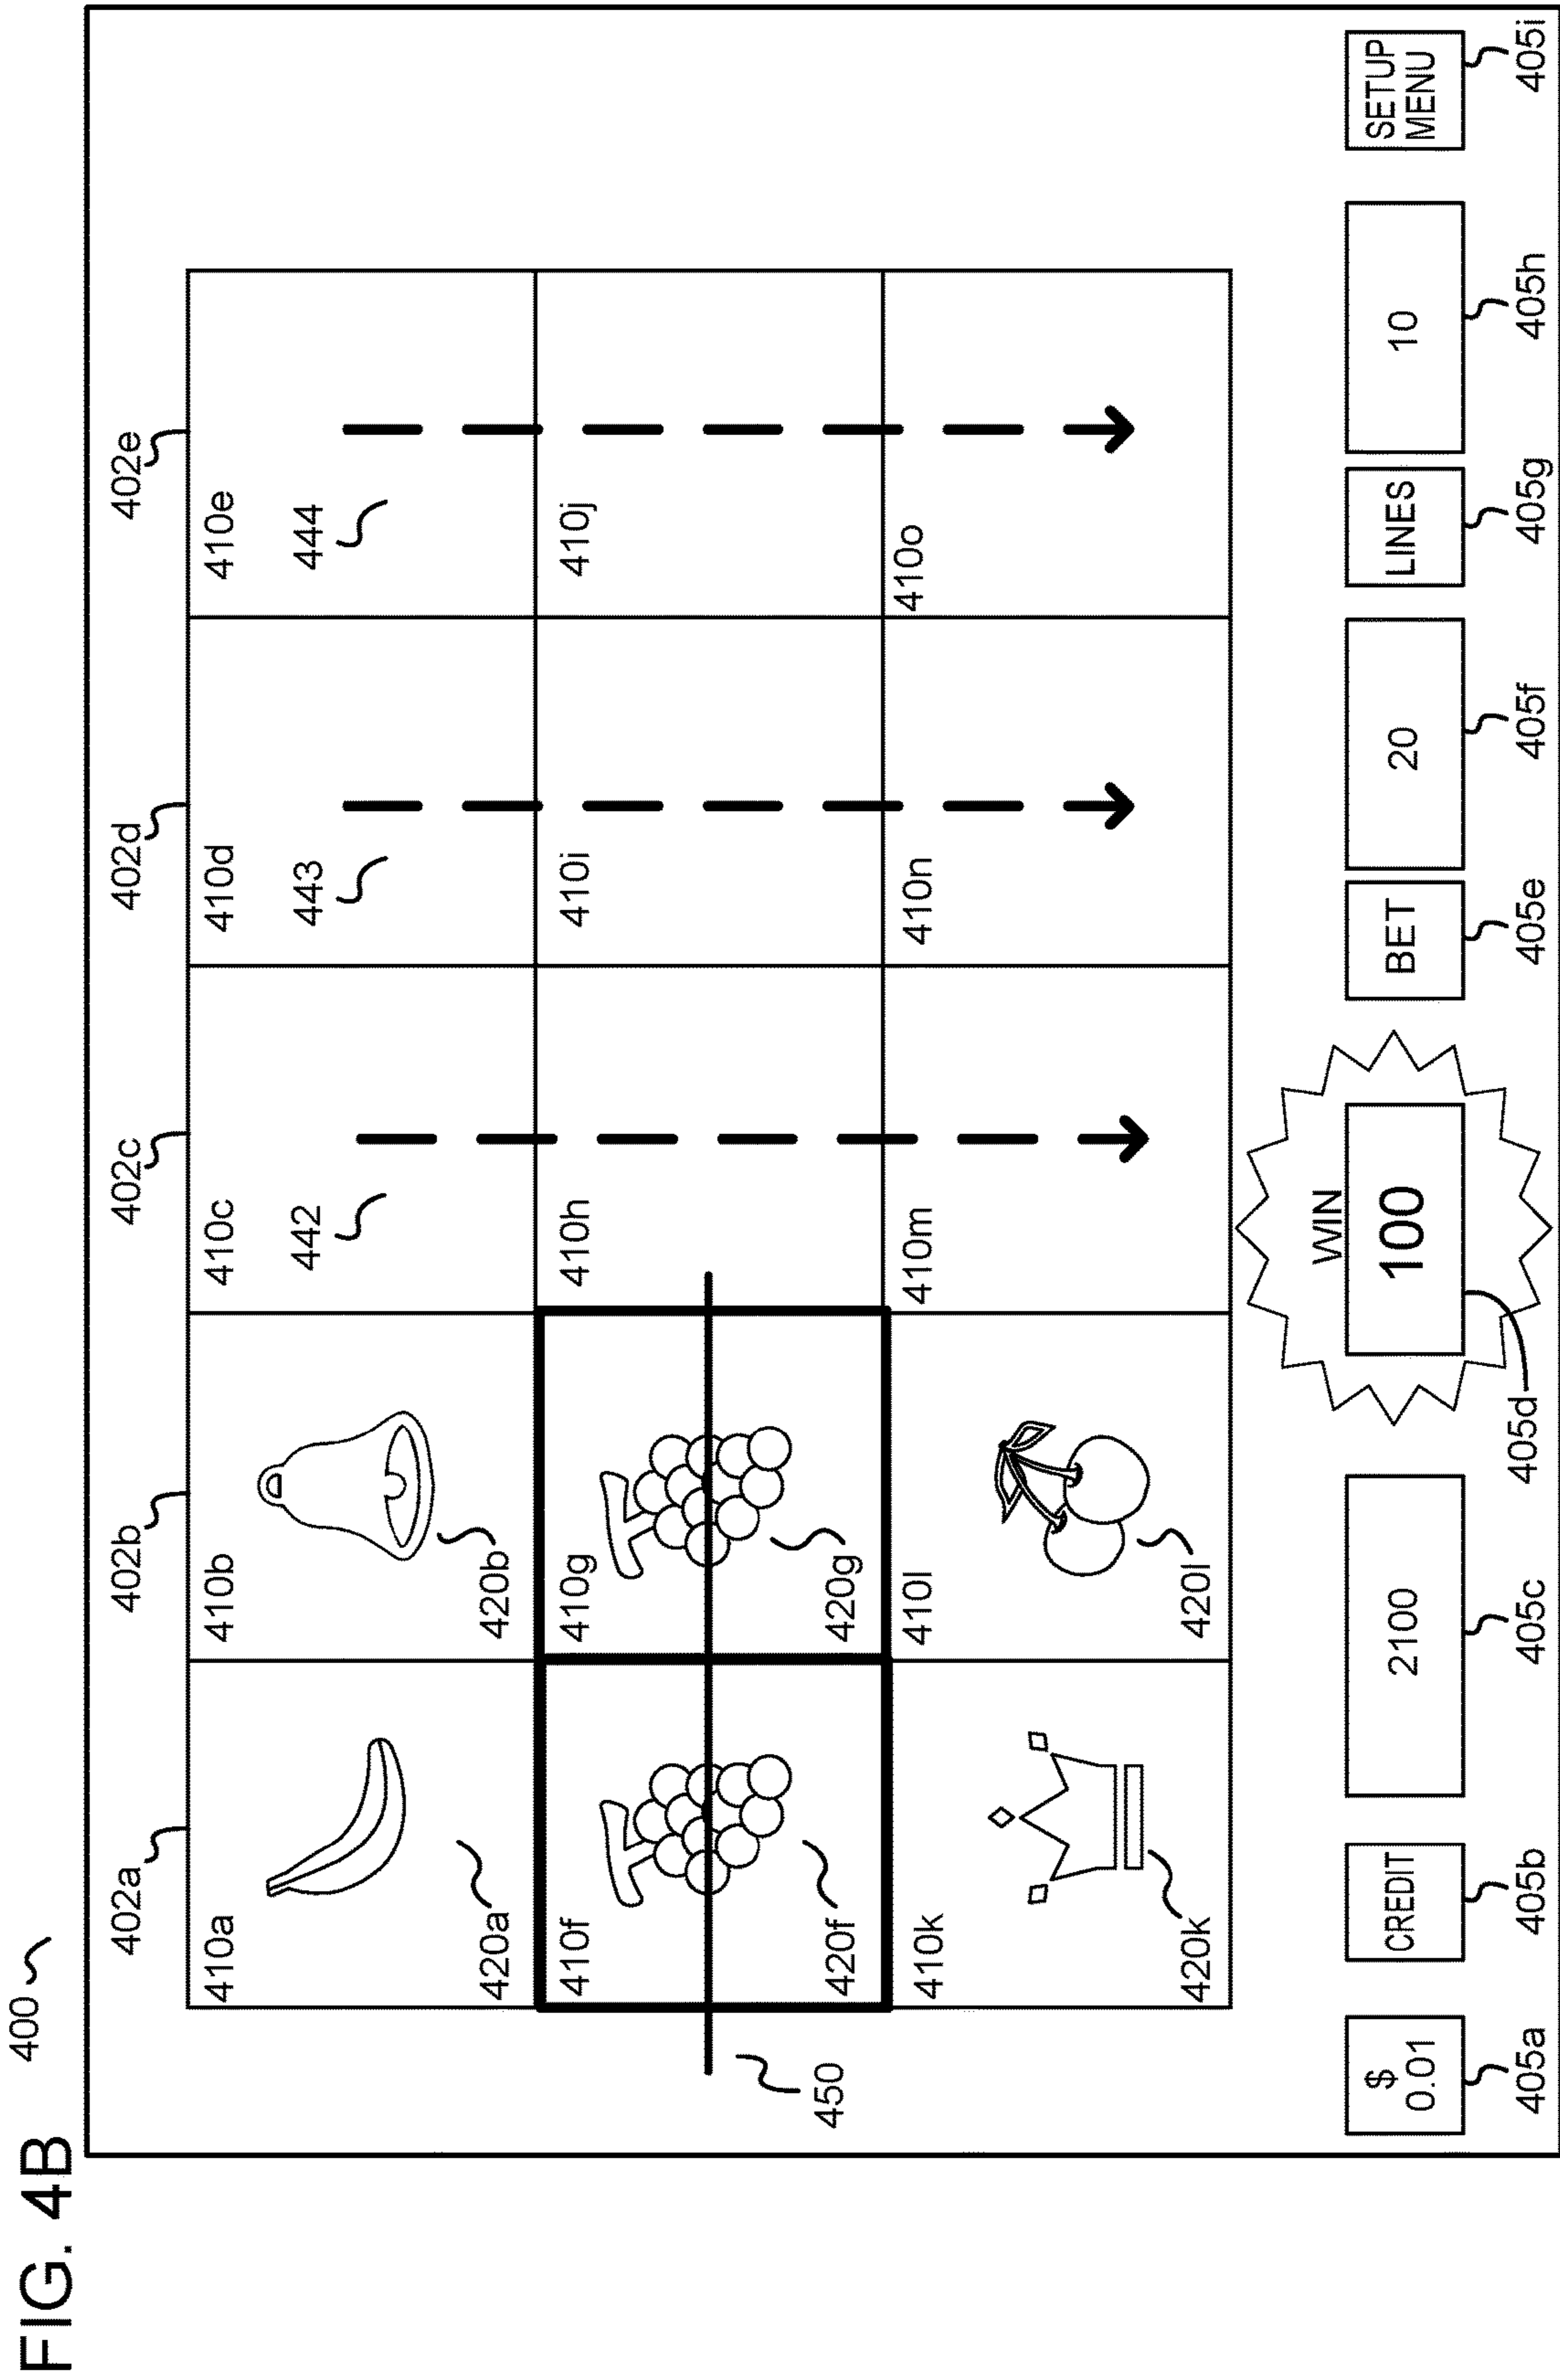 FIG. 4B
400
402a 402b 402c 402d 402e
410a 410b 410c 410d 410e
442 443 444
420a 420b
410f 410g 410h 410i 410j
450
420f 420g
410k 410l 410m 410n 410o
420k 420l
WIN
$ 0.01 CREDIT 2100 100 BET 20 LINES 10 SETUP MENU
405a 405b 405c 405d 405e 405f 405g 405h 405i